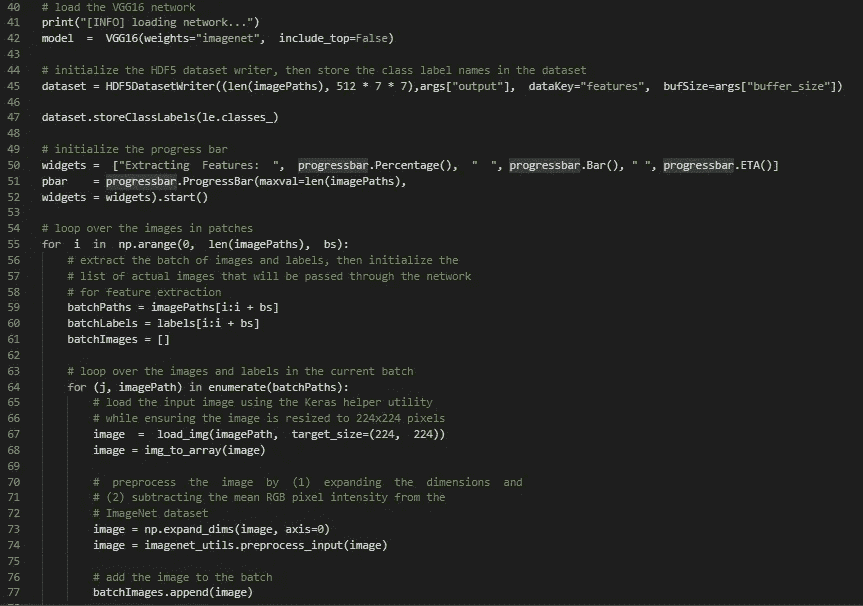 40 # load the VGG16 network
41 print("[INFO] loading network...")
42 model = VGG16(weights="imagenet", include_top=False)
43
44 # initialize the HDF5 dataset writer, then store the class label names in the dataset
45 dataset = HDF5DatasetWriter((len(imagePaths), 512 * 7 * 7),args["output"], dataKey="features", bufSize=args["buffer_size"])
46
47 dataset.storeClassLabels(le.classes_)
48
49 # initialize the progress bar
50 widgets = ["Extracting Features: ", progressbar.Percentage(), " ", progressbar.Bar(), " ", progressbar.ETA()]
51 pbar = progressbar.ProgressBar(maxval=len(imagePaths),
52 widgets = widgets).start()
53
54 # loop over the images in patches
55 for i in np.arange(0, len(imagePaths), bs):
56 # extract the batch of images and labels, then initialize the
57 # list of actual images that will be passed through the network
58 # for feature extraction
59 batchPaths = imagePaths[i:i + bs]
60 batchLabels = labels[i:i + bs]
61 batchImages = []
62
63 # loop over the images and labels in the current batch
64 for (j, imagePath) in enumerate(batchPaths):
65 # load the input image using the Keras helper utility
66 # while ensuring the image is resized to 224x224 pixels
67 image = load_img(imagePath, target_size=(224, 224))
68 image = img_to_array(image)
69
70 # preprocess the image by (1) expanding the dimensions and
71 # (2) subtracting the mean RGB pixel intensity from the
72 # ImageNet dataset
73 image = np.expand_dims(image, axis=0)
74 image = imagenet_utils.preprocess_input(image)
75
76 # add the image to the batch
77 batchImages.append(image)